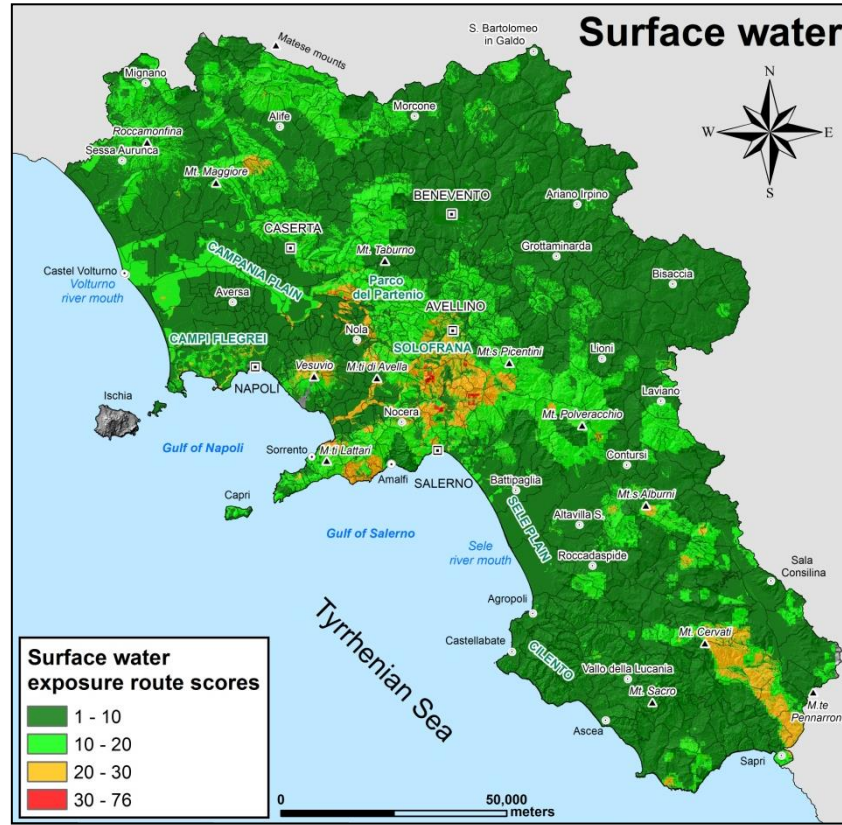 Surface water
S. Bartolomeo
in Galdo
Matese mounts
Mignano
Morcone
Alife
Roccamonfina
Sessa Aurunca
Mt. Maggiore
N
W
E
S
BENEVENTO
Ariano Irpino
CASERTA
Mt. Taburno
Grottaminarda
Castel Volturno
Volturno
river mouth
CAMPANIA PLAIN
Parco
del Partenio
Bisaccia
Aversa
AVELLINO
Nola
CAMPI FLEGREI
SOLOFRANA
Mt.s Picentini
Lioni
Vesuvio
M.ti di Avella
NAPOLI
Ischia
Laviano
Nocera
Mt. Polveracchio
Gulf of Napoli
Sorrento
M.ti Lattari
Amalfi
SALERNO
Contursi
Battipaglia
Capri
Mt.s Alburni
SELE PLAIN
Altavilla S.
Gulf of Salerno
Sele
river mouth
Roccadaspide
Sala
Consilina
Agropoli
Tyrrhenian Sea
Castellabate
CILENTO
Mt. Cervati
Vallo della Lucania
Mt. Sacro
M.te
Pennarron
Ascea
Sapri
Surface water
exposure route scores
1 - 10
10 - 20
20 - 30
30 - 76
0
50,000
meters